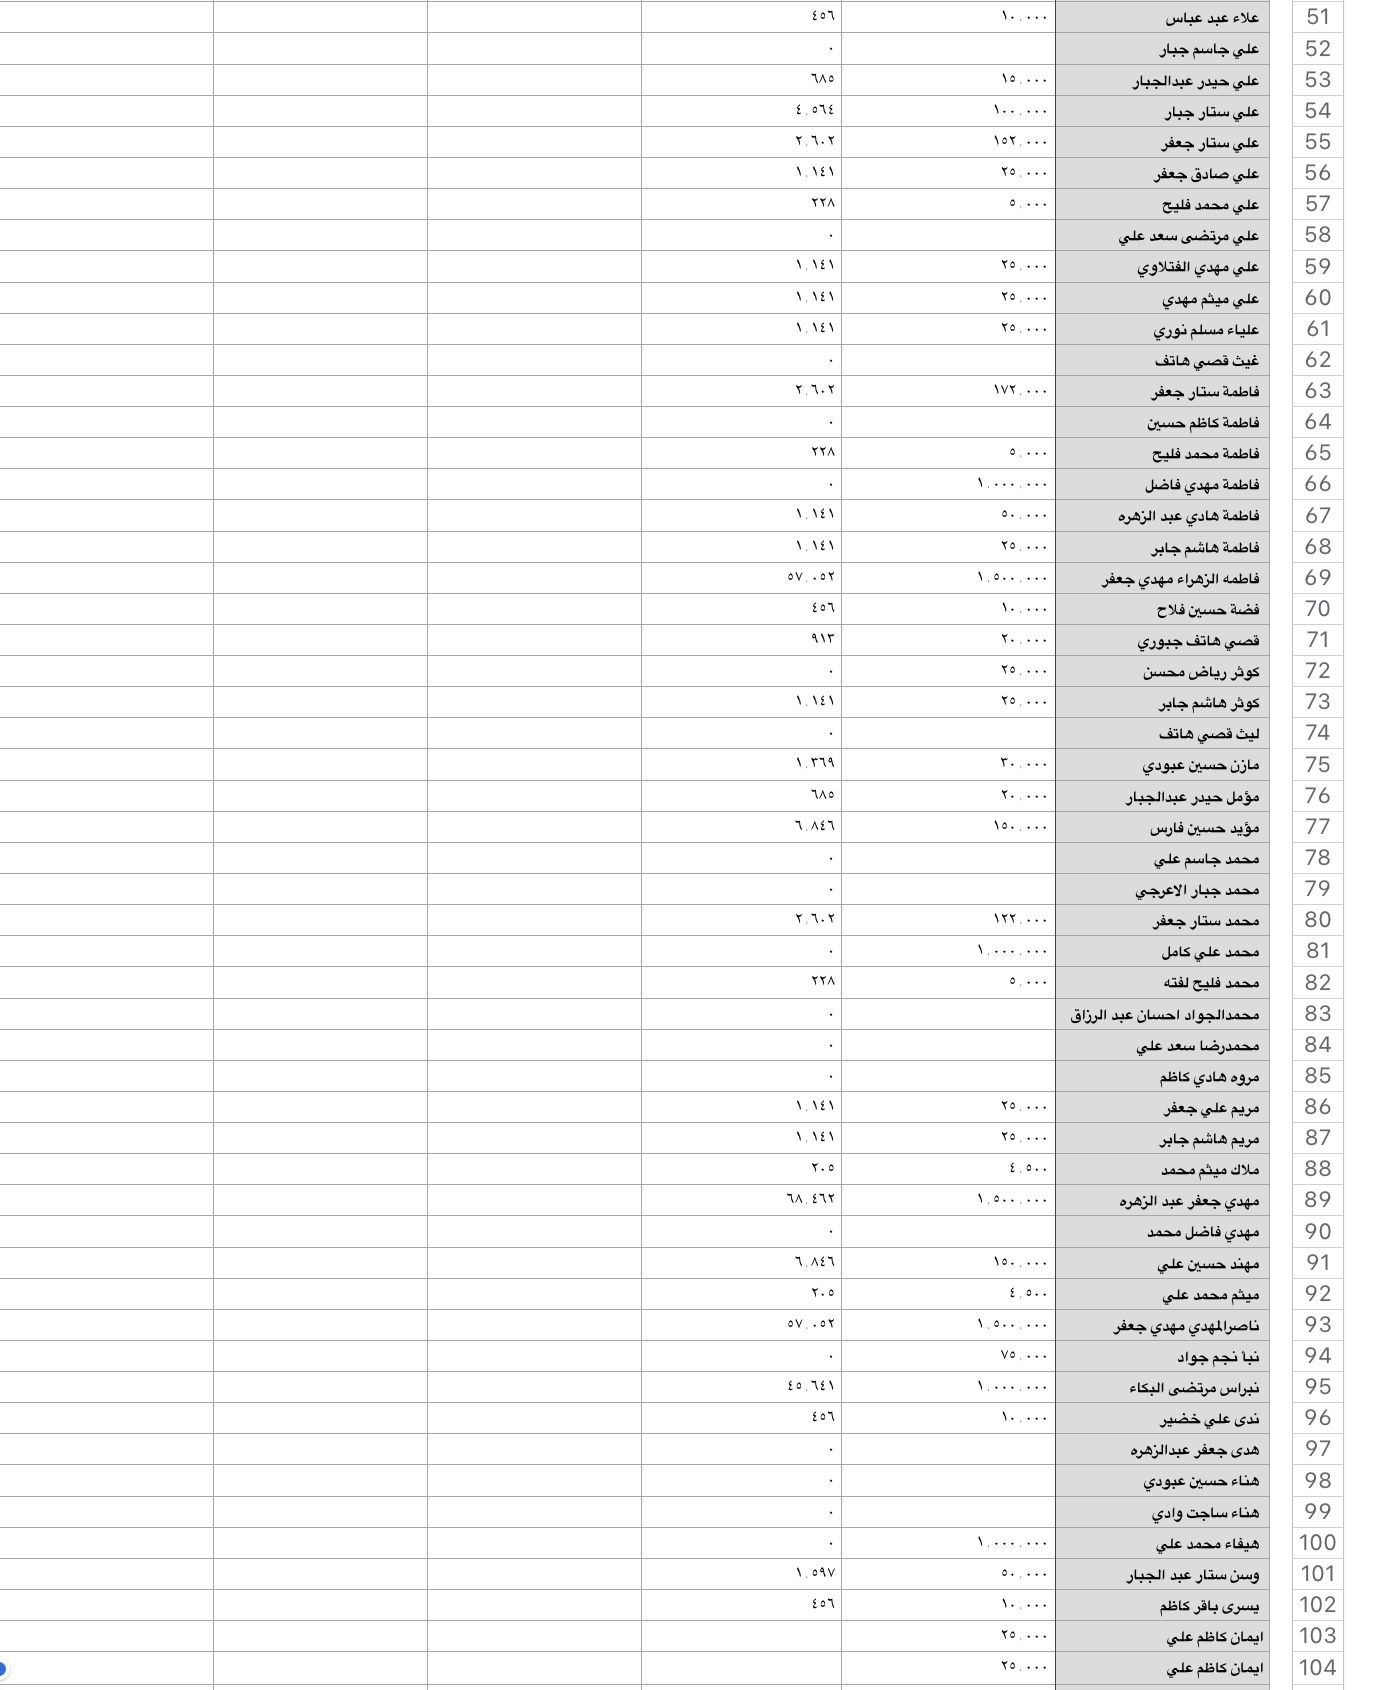 51 علاء عبد عباس ١٠,٠٠٠ ٤٥٦
52 علي جاسم جبار ٠
53 علي حيدر عبدالجبار ١٥,٠٠٠ ٦٨٥
54 علي ستار جبار ١٠٠,٠٠٠ ٤,٥٦٤
55 علي ستار جعفر ١٥٢,٠٠٠ ٢,٦٠٢
56 علي صادق جعفر ٢٥,٠٠٠ ١,١٤١
57 علي محمد فليح ٥,٠٠٠ ٢٢٨
58 علي مرتضى سعد علي ٠
59 علي مهدي الفتلاوي ٢٥,٠٠٠ ١,١٤١
60 علي ميثم مهدي ٢٥,٠٠٠ ١,١٤١
61 علياء مسلم نوري ٢٥,٠٠٠ ١,١٤١
62 غيث قصي هاتف ٠
63 فاطمة ستار جعفر ١٧٢,٠٠٠ ٢,٦٠٢
64 فاطمة كاظم حسين ٠
65 فاطمة محمد فليح ٥,٠٠٠ ٢٢٨
66 فاطمة مهدي فاضل ١,٠٠٠,٠٠٠ ٠
67 فاطمة هادي عبد الزهره ٥٠,٠٠٠ ١,١٤١
68 فاطمة هاشم جابر ٢٥,٠٠٠ ١,١٤١
69 فاطمه الزهراء مهدي جعفر ١,٥٠٠,٠٠٠ ٥٧,٠٥٢
70 فضة حسين فلاح ١٠,٠٠٠ ٤٥٦
71 قصي هاتف جبوري ٢٠,٠٠٠ ٩١٣
72 كوثر رياض محسن ٢٥,٠٠٠ ٠
73 كوثر هاشم جابر ٢٥,٠٠٠ ١,١٤١
74 ليث قصي هاتف ٠
75 مازن حسين عبودي ٣٠,٠٠٠ ١,٣٦٩
76 مؤمل حيدر عبدالجبار ٢٠,٠٠٠ ٦٨٥
77 مؤيد حسين فارس ١٥٠,٠٠٠ ٦,٨٤٦
78 محمد جاسم علي ٠
79 محمد جبار الاعرجي ٠
80 محمد ستار جعفر ١٢٢,٠٠٠ ٢,٦٠٢
81 محمد علي كامل ١,٠٠٠,٠٠٠ ٠
82 محمد فليح لفته ٥,٠٠٠ ٢٢٨
83 محمدالجواد احسان عبد الرزاق ٠
84 محمدرضا سعد علي ٠
85 مروه هادي كاظم ٠
86 مريم علي جعفر ٢٥,٠٠٠ ١,١٤١
87 مريم هاشم جابر ٢٥,٠٠٠ ١,١٤١
88 ملاك ميثم محمد ٤,٥٠٠ ٢٠٥
89 مهدي جعفر عبد الزهره ١,٥٠٠,٠٠٠ ٦٨,٤٦٢
90 مهدي فاضل محمد ٠
91 مهند حسين علي ١٥٠,٠٠٠ ٦,٨٤٦
92 ميثم محمد علي ٤,٥٠٠ ٢٠٥
93 ناصرالمهدي مهدي جعفر ١,٥٠٠,٠٠٠ ٥٧,٠٥٢
94 نبأ نجم جواد ٧٥,٠٠٠ ٠
95 نبراس مرتضى البكاء ١,٠٠٠,٠٠٠ ٤٥,٦٤١
96 ندى علي خضير ١٠,٠٠٠ ٤٥٦
97 هدى جعفر عبدالزهره ٠
98 هناء حسين عبودي ٠
99 هناء ساجت وادي ٠
100 هيفاء محمد علي ١,٠٠٠,٠٠٠ ٠
101 وسن ستار عبد الجبار ٥٠,٠٠٠ ١,٥٩٧
102 يسرى باقر كاظم ١٠,٠٠٠ ٤٥٦
103 ايمان كاظم علي ٢٥,٠٠٠
104 ايمان كاظم علي ٢٥,٠٠٠